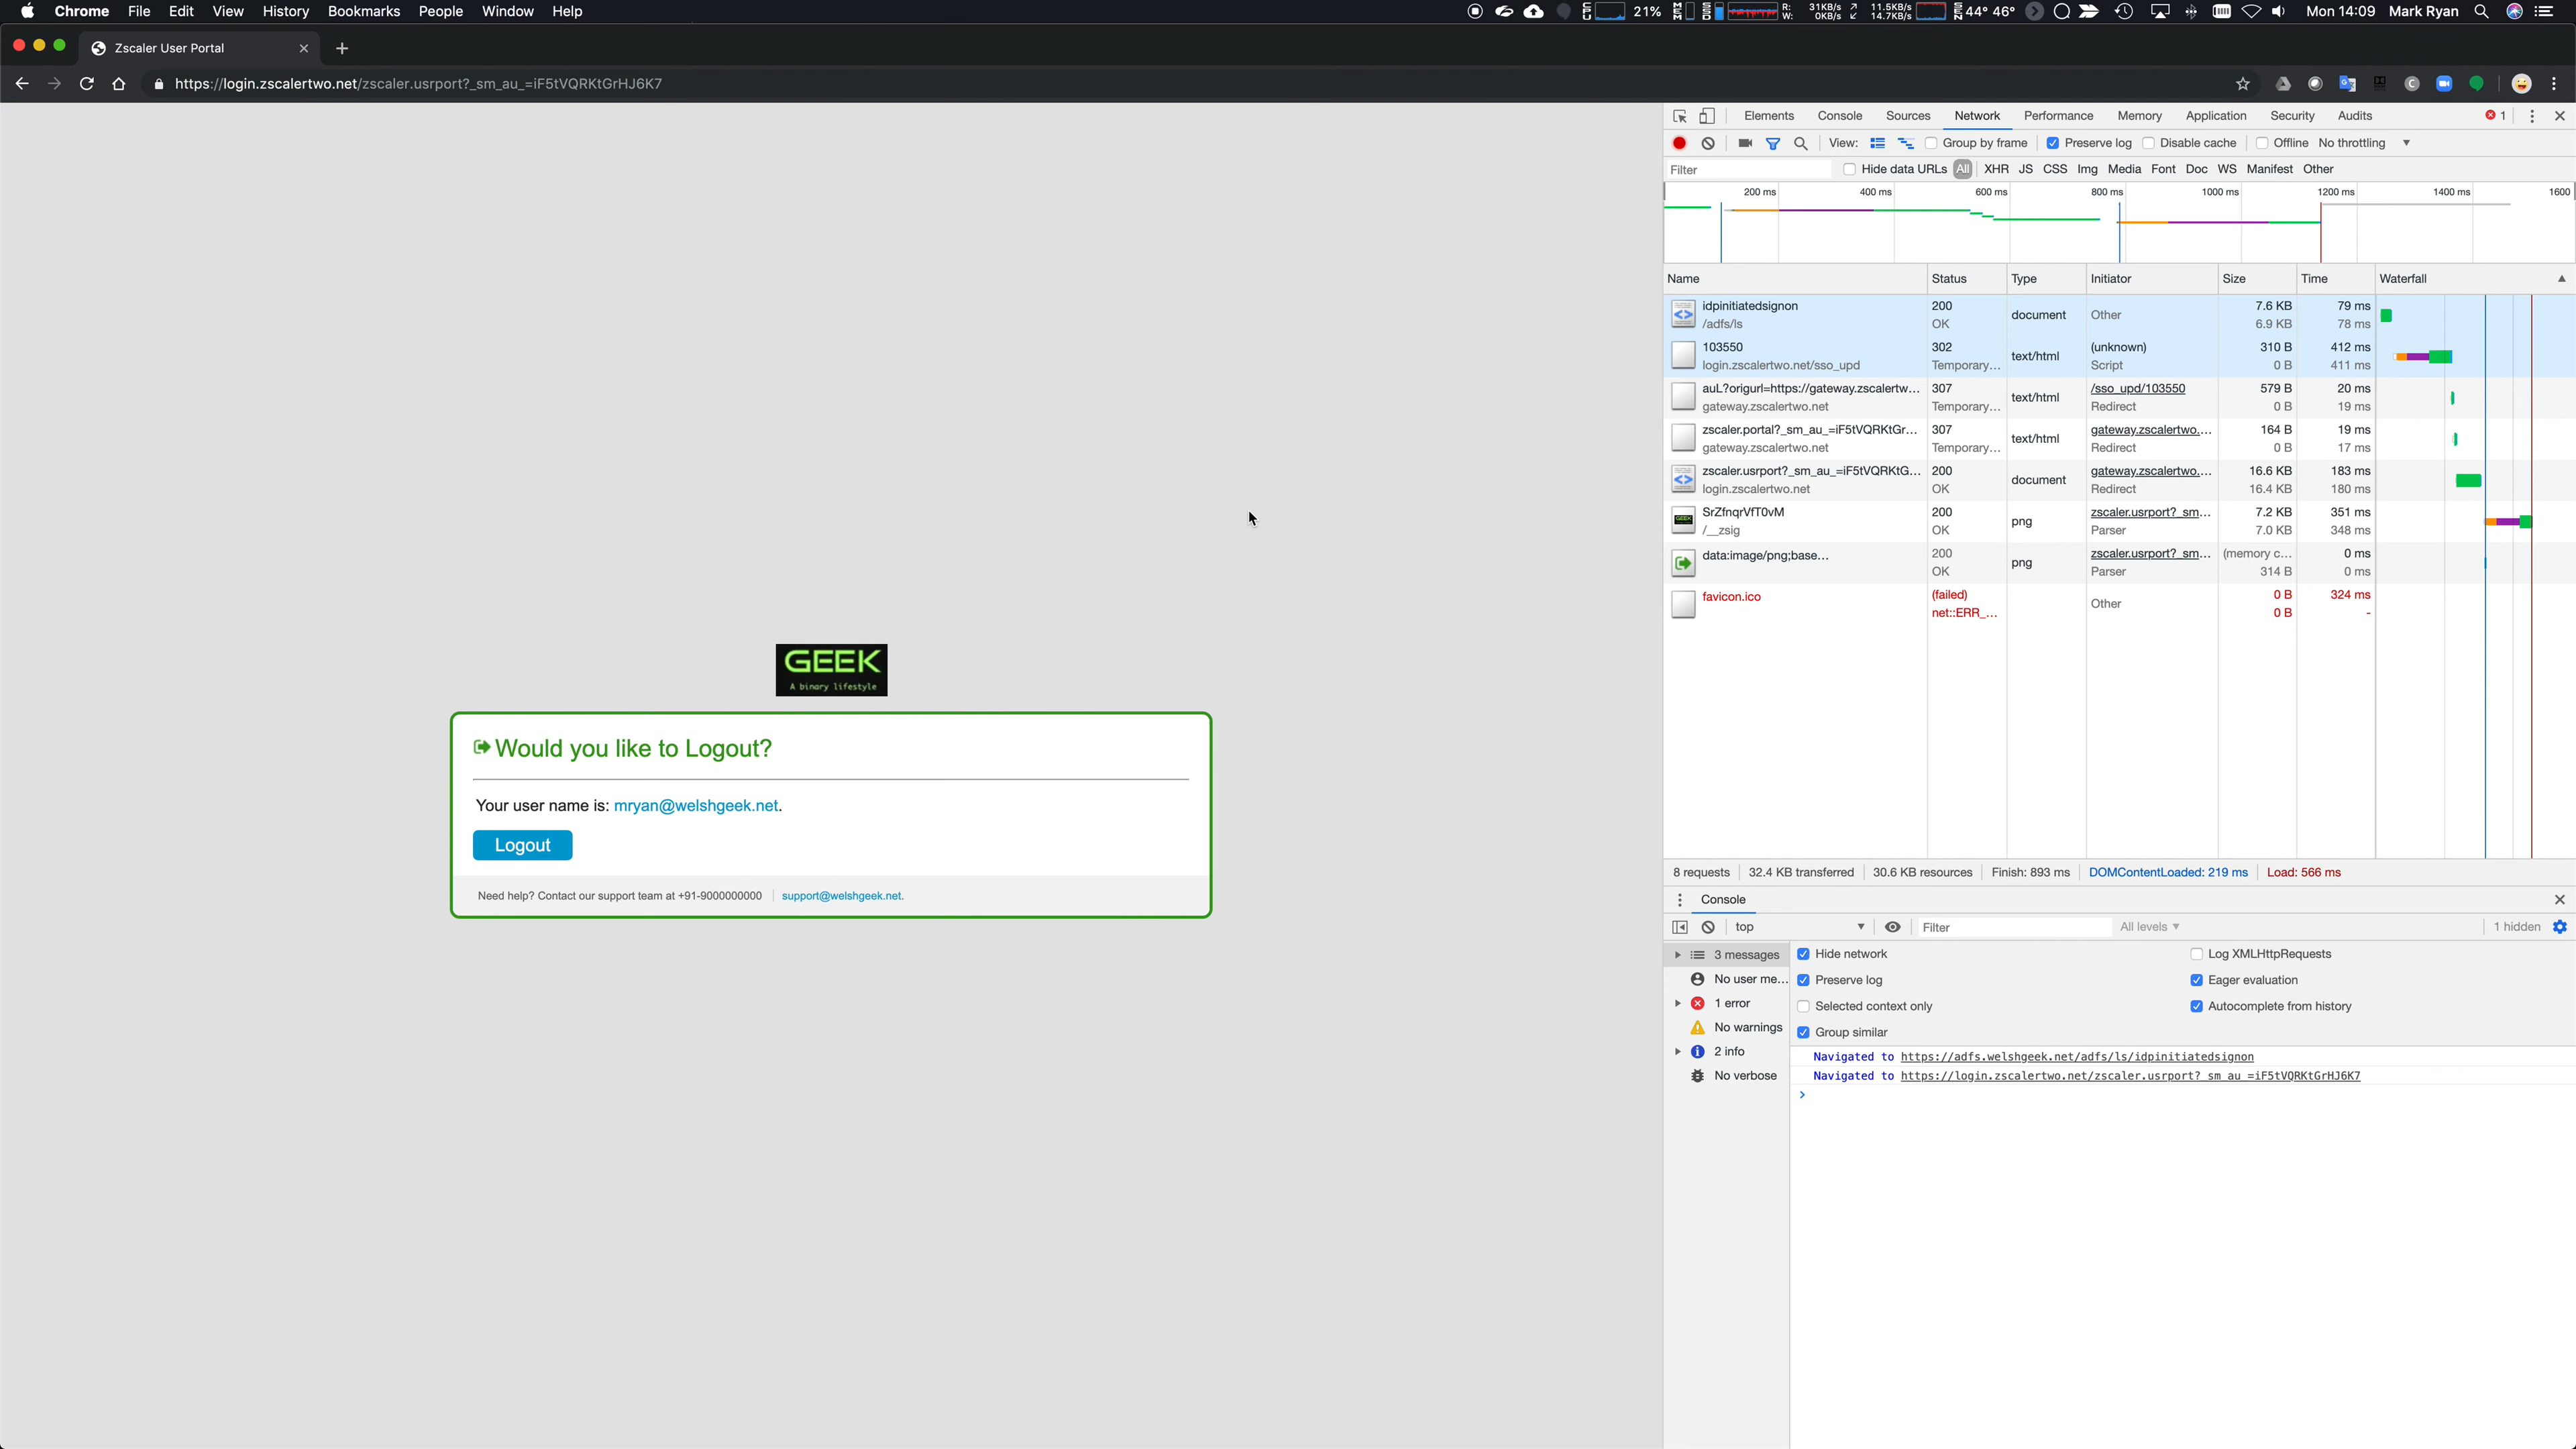 Chrome File Edit View History Bookmarks People Window Help
21% R: W: 31KB/s 0KB/s 11.5KB/s 14.7KB/s 44° 46° Mon 14:09 Mark Ryan
Zscaler User Portal
https://login.zscalertwo.net/zscaler.usrport?_sm_au_=iF5tVQRKtGrHJ6K7
Elements Console Sources Network Performance Memory Application Security Audits 1
View: Group by frame Preserve log Disable cache Offline No throttling
Filter Hide data URLs All XHR JS CSS Img Media Font Doc WS Manifest Other
200 ms 400 ms 600 ms 800 ms 1000 ms 1200 ms 1400 ms 1600
Name Status Type Initiator Size Time Waterfall
idpinitiatedsignon 200 document Other 7.6 KB 79 ms
/adfs/ls OK 6.9 KB 78 ms
103550 302 text/html (unknown) 310 B 412 ms
login.zscalertwo.net/sso_upd Temporary… Script 0 B 411 ms
auL?origurl=https://gateway.zscalertw… 307 text/html /sso_upd/103550 579 B 20 ms
gateway.zscalertwo.net Temporary… Redirect 0 B 19 ms
zscaler.portal?_sm_au_=iF5tVQRKtGr… 307 text/html gateway.zscalertwo.… 164 B 19 ms
gateway.zscalertwo.net Temporary… Redirect 0 B 17 ms
zscaler.usrport?_sm_au_=iF5tVQRKtG… 200 document gateway.zscalertwo.… 16.6 KB 183 ms
login.zscalertwo.net OK Redirect 16.4 KB 180 ms
SrZfnqrVfT0vM 200 png zscaler.usrport?_sm… 7.2 KB 351 ms
/__zsig OK Parser 7.0 KB 348 ms
data:image/png;base… 200 png zscaler.usrport?_sm… (memory c… 0 ms
OK Parser 314 B 0 ms
favicon.ico (failed) Other 0 B 324 ms
net::ERR_… 0 B -
GEEK
A binary lifestyle
Would you like to Logout?
Your user name is: mryan@welshgeek.net.
Logout
Need help? Contact our support team at +91-9000000000 support@welshgeek.net.
8 requests 32.4 KB transferred 30.6 KB resources Finish: 893 ms DOMContentLoaded: 219 ms Load: 566 ms
Console
top Filter All levels 1 hidden
3 messages Hide network Log XMLHttpRequests
No user me… Preserve log Eager evaluation
1 error Selected context only Autocomplete from history
No warnings Group similar
2 info Navigated to https://adfs.welshgeek.net/adfs/ls/idpinitiatedsignon
No verbose Navigated to https://login.zscalertwo.net/zscaler.usrport?_sm_au_=iF5tVQRKtGrHJ6K7